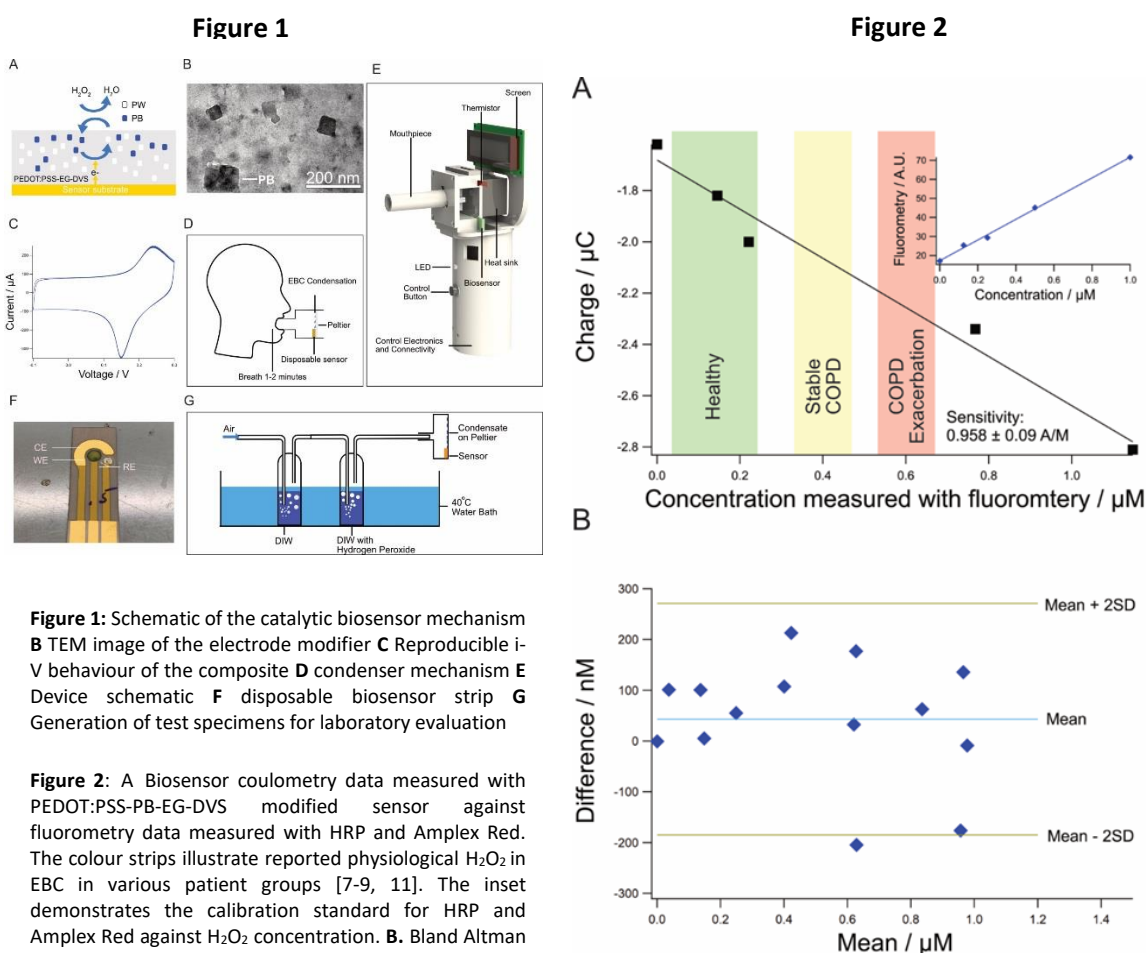 Figure 1
A
H2O2
H2O
PW
PB
e-
PEDOT:PSS-EG-DVS
Sensor substrate
B
PB
200 nm
C
Current / µA
Voltage / V
D
EBC Condensation
Peltier
Disposable sensor
Breath 1-2 minutes
E
Screen
Thermistor
Mouthpiece
Heat sink
LED
Biosensor
Control
Button
Control Electronics
and Connectivity
F
CE
WE
RE
G
Air
Condensate
on Peltier
Sensor
40°C
Water Bath
DIW
DIW with
Hydrogen Peroxide
Figure 1: Schematic of the catalytic biosensor mechanism
B TEM image of the electrode modifier C Reproducible i-
V behaviour of the composite D condenser mechanism E
Device schematic F disposable biosensor strip G
Generation of test specimens for laboratory evaluation
Figure 2: A Biosensor coulometry data measured with
PEDOT:PSS-PB-EG-DVS modified sensor against
fluorometry data measured with HRP and Amplex Red.
The colour strips illustrate reported physiological H2O2 in
EBC in various patient groups [7-9, 11]. The inset
demonstrates the calibration standard for HRP and
Amplex Red against H2O2 concentration. B. Bland Altman
Figure 2
A
Charge / µC
-1.8
-2.0
-2.2
-2.4
-2.6
-2.8
Healthy
Stable
COPD
COPD
Exacerbation
Fluorometry / A.U.
70
60
50
40
30
20
0.0 0.2 0.4 0.6 0.8 1.0
Concentration / µM
Sensitivity:
0.958 ± 0.09 A/M
0.0 0.2 0.4 0.6 0.8 1.0
Concentration measured with fluoromtery / µM
B
Difference / nM
300
200
100
0
-100
-200
-300
Mean + 2SD
Mean
Mean - 2SD
0.0 0.2 0.4 0.6 0.8 1.0 1.2 1.4
Mean / µM